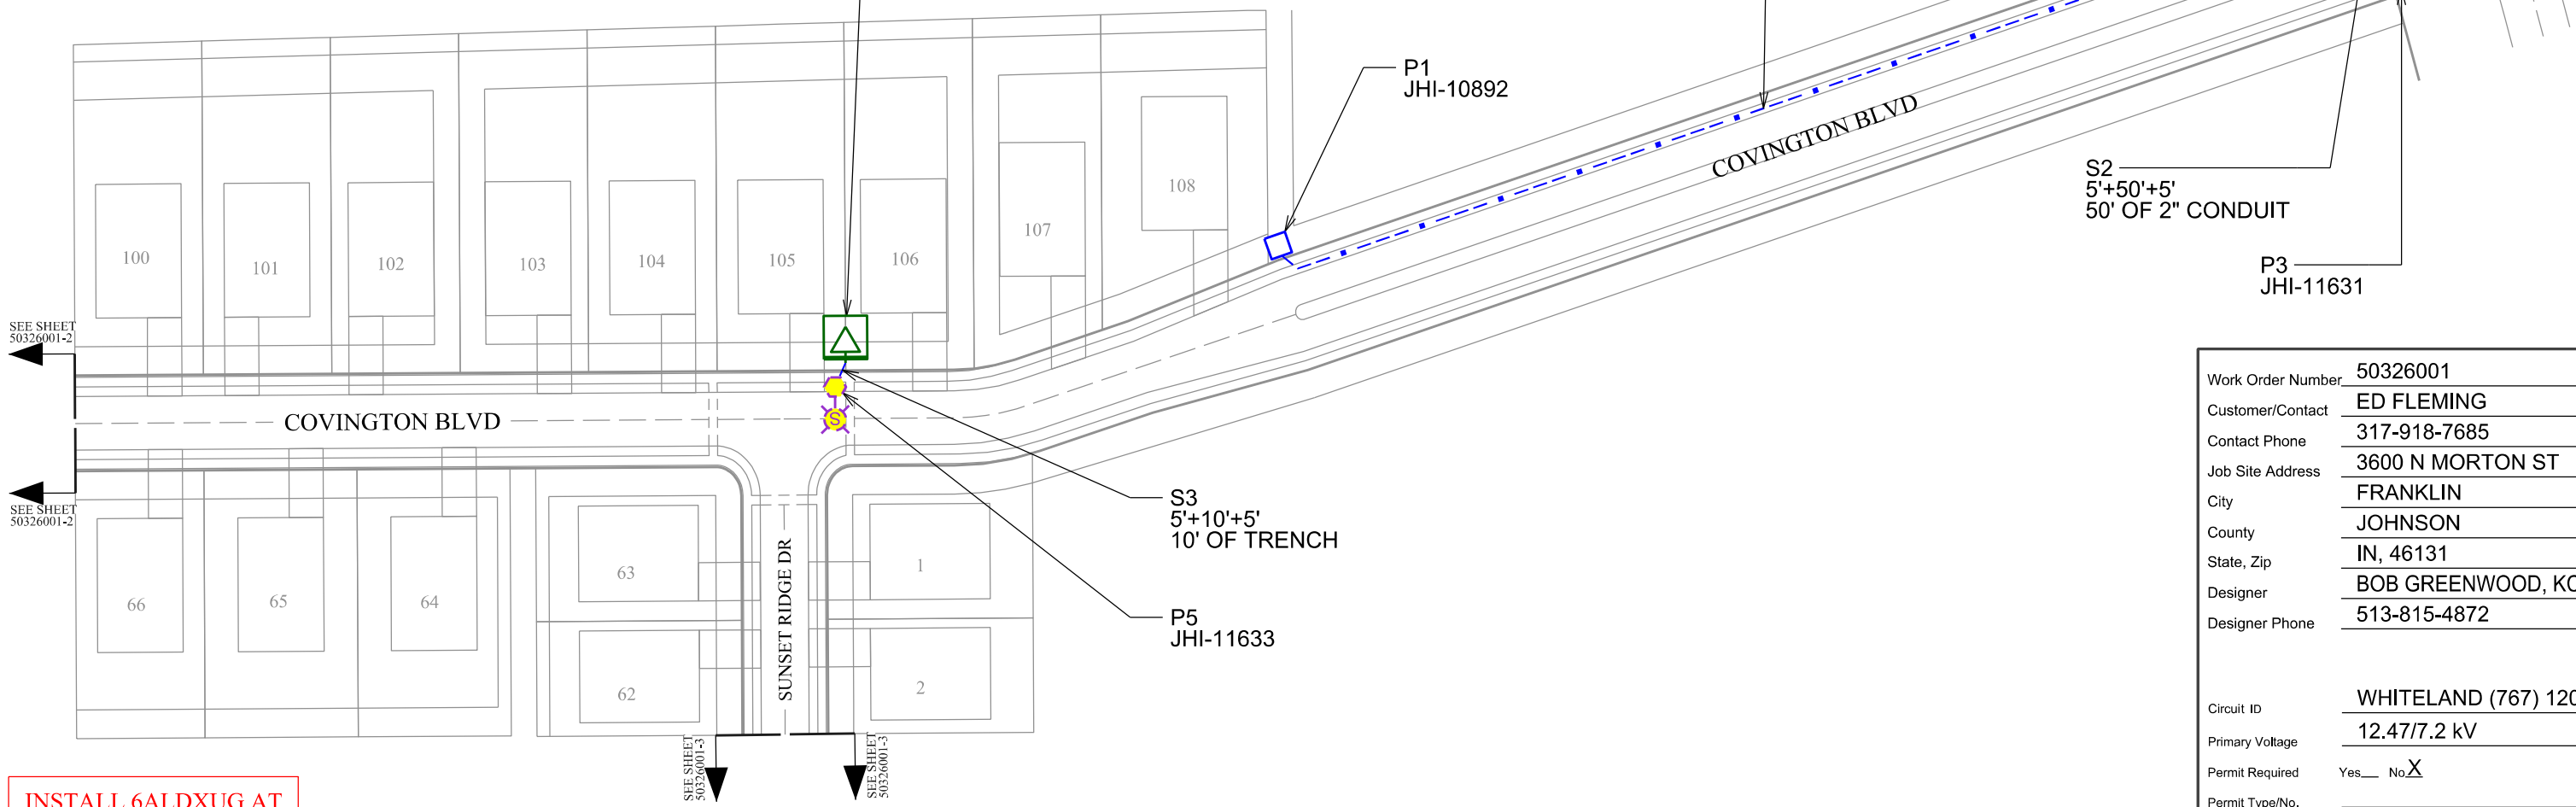 P1
JHI-10892
COVINGTON BLVD
S2
5'+50'+5'
50' OF 2" CONDUIT
P3
JHI-11631
100
101
102
103
104
105
106
107
108
SEE SHEET
50326001-2
COVINGTON BLVD
S
SEE SHEET
50326001-2
S3
5'+10'+5'
10' OF TRENCH
P5
JHI-11633
66
65
64
63
62
1
2
SUNSET RIDGE DR
SEE SHEET
50326001-3
SEE SHEET
50326001-3
INSTALL 6ALDXUG AT
Work Order Number 50326001
Customer/Contact ED FLEMING
Contact Phone 317-918-7685
Job Site Address 3600 N MORTON ST
City FRANKLIN
County JOHNSON
State, Zip IN, 46131
Designer BOB GREENWOOD,
Designer Phone 513-815-4872
Circuit ID WHITELAND (767) 120
Primary Voltage 12.47/7.2 kV
Permit Required Yes__ No X
Permit Type/No.